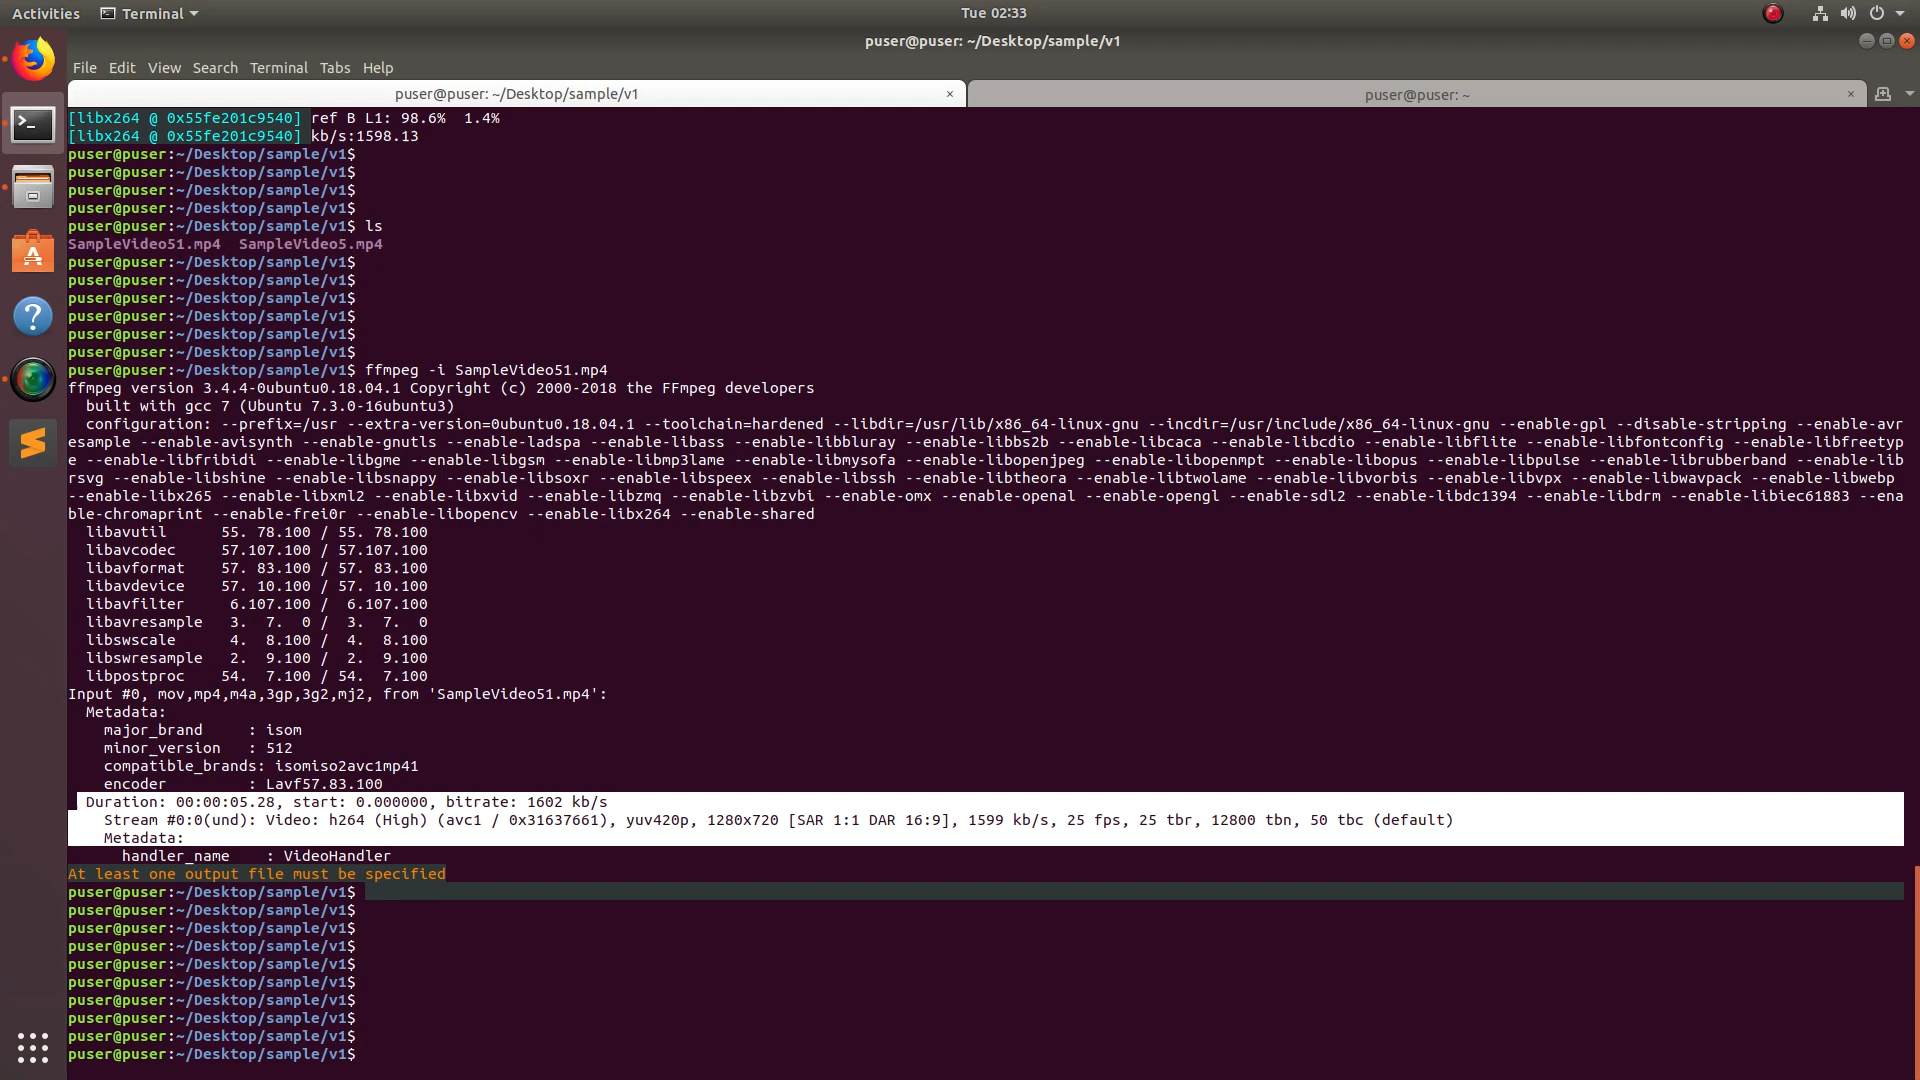 Activities Terminal Tue 02:33
puser@puser: ~/Desktop/sample/v1
File Edit View Search Terminal Tabs Help
puser@puser: ~/Desktop/sample/v1 × puser@puser: ~ ×
[libx264 @ 0x55fe201c9540] ref B L1: 98.6%  1.4%
[libx264 @ 0x55fe201c9540] kb/s:1598.13
puser@puser:~/Desktop/sample/v1$
puser@puser:~/Desktop/sample/v1$
puser@puser:~/Desktop/sample/v1$
puser@puser:~/Desktop/sample/v1$
puser@puser:~/Desktop/sample/v1$ ls
SampleVideo51.mp4  SampleVideo5.mp4
puser@puser:~/Desktop/sample/v1$
puser@puser:~/Desktop/sample/v1$
puser@puser:~/Desktop/sample/v1$
puser@puser:~/Desktop/sample/v1$
puser@puser:~/Desktop/sample/v1$
puser@puser:~/Desktop/sample/v1$
puser@puser:~/Desktop/sample/v1$ ffmpeg -i SampleVideo51.mp4
ffmpeg version 3.4.4-0ubuntu0.18.04.1 Copyright (c) 2000-2018 the FFmpeg developers
  built with gcc 7 (Ubuntu 7.3.0-16ubuntu3)
  configuration: --prefix=/usr --extra-version=0ubuntu0.18.04.1 --toolchain=hardened --libdir=/usr/lib/x86_64-linux-gnu --incdir=/usr/include/x86_64-linux-gnu --enable-gpl --disable-stripping --enable-avr
esample --enable-avisynth --enable-gnutls --enable-ladspa --enable-libass --enable-libbluray --enable-libbs2b --enable-libcaca --enable-libcdio --enable-libflite --enable-libfontconfig --enable-libfreetyp
e --enable-libfribidi --enable-libgme --enable-libgsm --enable-libmp3lame --enable-libmysofa --enable-libopenjpeg --enable-libopenmpt --enable-libopus --enable-libpulse --enable-librubberband --enable-lib
rsvg --enable-libshine --enable-libsnappy --enable-libsoxr --enable-libspeex --enable-libssh --enable-libtheora --enable-libtwolame --enable-libvorbis --enable-libvpx --enable-libwavpack --enable-libwebp
--enable-libx265 --enable-libxml2 --enable-libxvid --enable-libzmq --enable-libzvbi --enable-omx --enable-openal --enable-opengl --enable-sdl2 --enable-libdc1394 --enable-libdrm --enable-libiec61883 --ena
ble-chromaprint --enable-frei0r --enable-libopencv --enable-libx264 --enable-shared
  libavutil      55. 78.100 / 55. 78.100
  libavcodec     57.107.100 / 57.107.100
  libavformat    57. 83.100 / 57. 83.100
  libavdevice    57. 10.100 / 57. 10.100
  libavfilter     6.107.100 /  6.107.100
  libavresample   3.  7.  0 /  3.  7.  0
  libswscale      4.  8.100 /  4.  8.100
  libswresample   2.  9.100 /  2.  9.100
  libpostproc    54.  7.100 / 54.  7.100
Input #0, mov,mp4,m4a,3gp,3g2,mj2, from 'SampleVideo51.mp4':
  Metadata:
    major_brand     : isom
    minor_version   : 512
    compatible_brands: isomiso2avc1mp41
    encoder         : Lavf57.83.100
  Duration: 00:00:05.28, start: 0.000000, bitrate: 1602 kb/s
    Stream #0:0(und): Video: h264 (High) (avc1 / 0x31637661), yuv420p, 1280x720 [SAR 1:1 DAR 16:9], 1599 kb/s, 25 fps, 25 tbr, 12800 tbn, 50 tbc (default)
    Metadata:
      handler_name    : VideoHandler
At least one output file must be specified
puser@puser:~/Desktop/sample/v1$
puser@puser:~/Desktop/sample/v1$
puser@puser:~/Desktop/sample/v1$
puser@puser:~/Desktop/sample/v1$
puser@puser:~/Desktop/sample/v1$
puser@puser:~/Desktop/sample/v1$
puser@puser:~/Desktop/sample/v1$
puser@puser:~/Desktop/sample/v1$
puser@puser:~/Desktop/sample/v1$
puser@puser:~/Desktop/sample/v1$